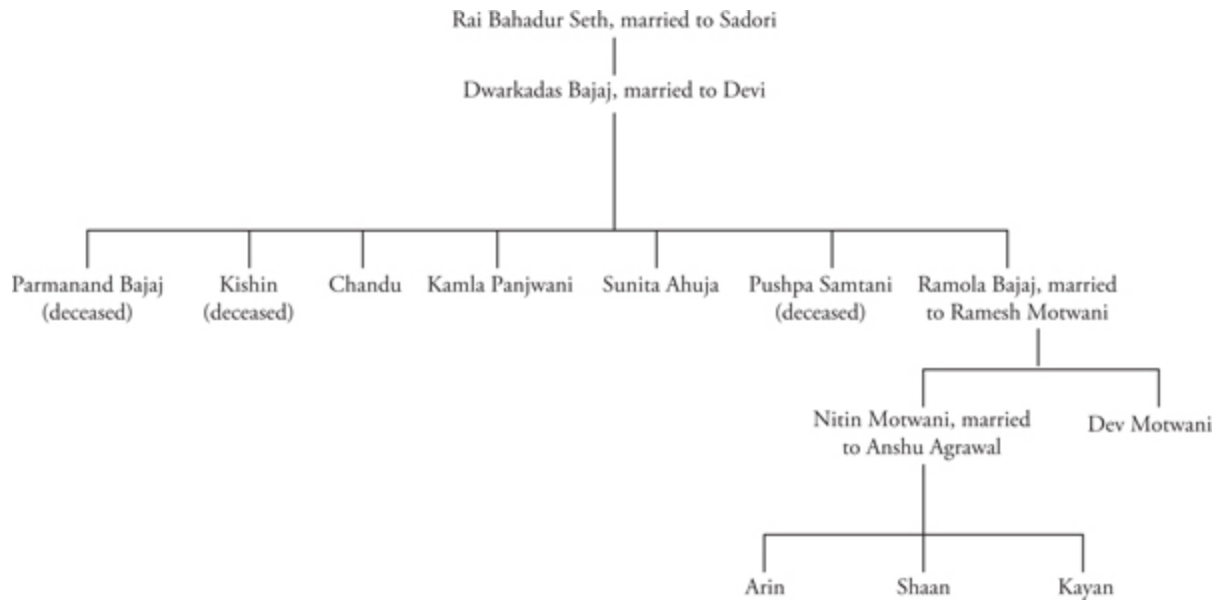 Rai Bahadur Seth, married to Sadori
Dwarkadas Bajaj, married to Devi
Parmanand Bajaj
(deceased)
Kishin
(deceased)
Chandu
Kamla Panjwani
Sunita Ahuja
Pushpa Samtani
(deceased)
Ramola Bajaj, married
to Ramesh Motwani
Nitin Motwani, married
to Anshu Agrawal
Dev Motwani
Arin
Shaan
Kayan